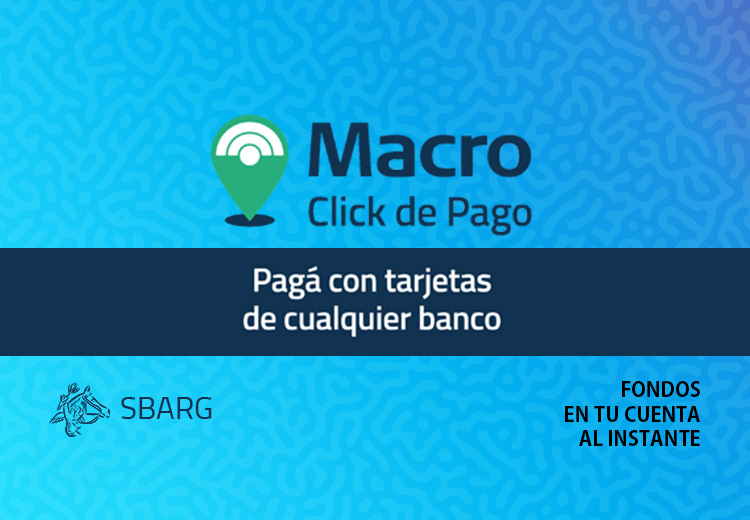 Macro
Click de Pago
Pagá con tarjetas
de cualquier banco
SBARG
FONDOS
EN TU CUENTA
AL INSTANTE